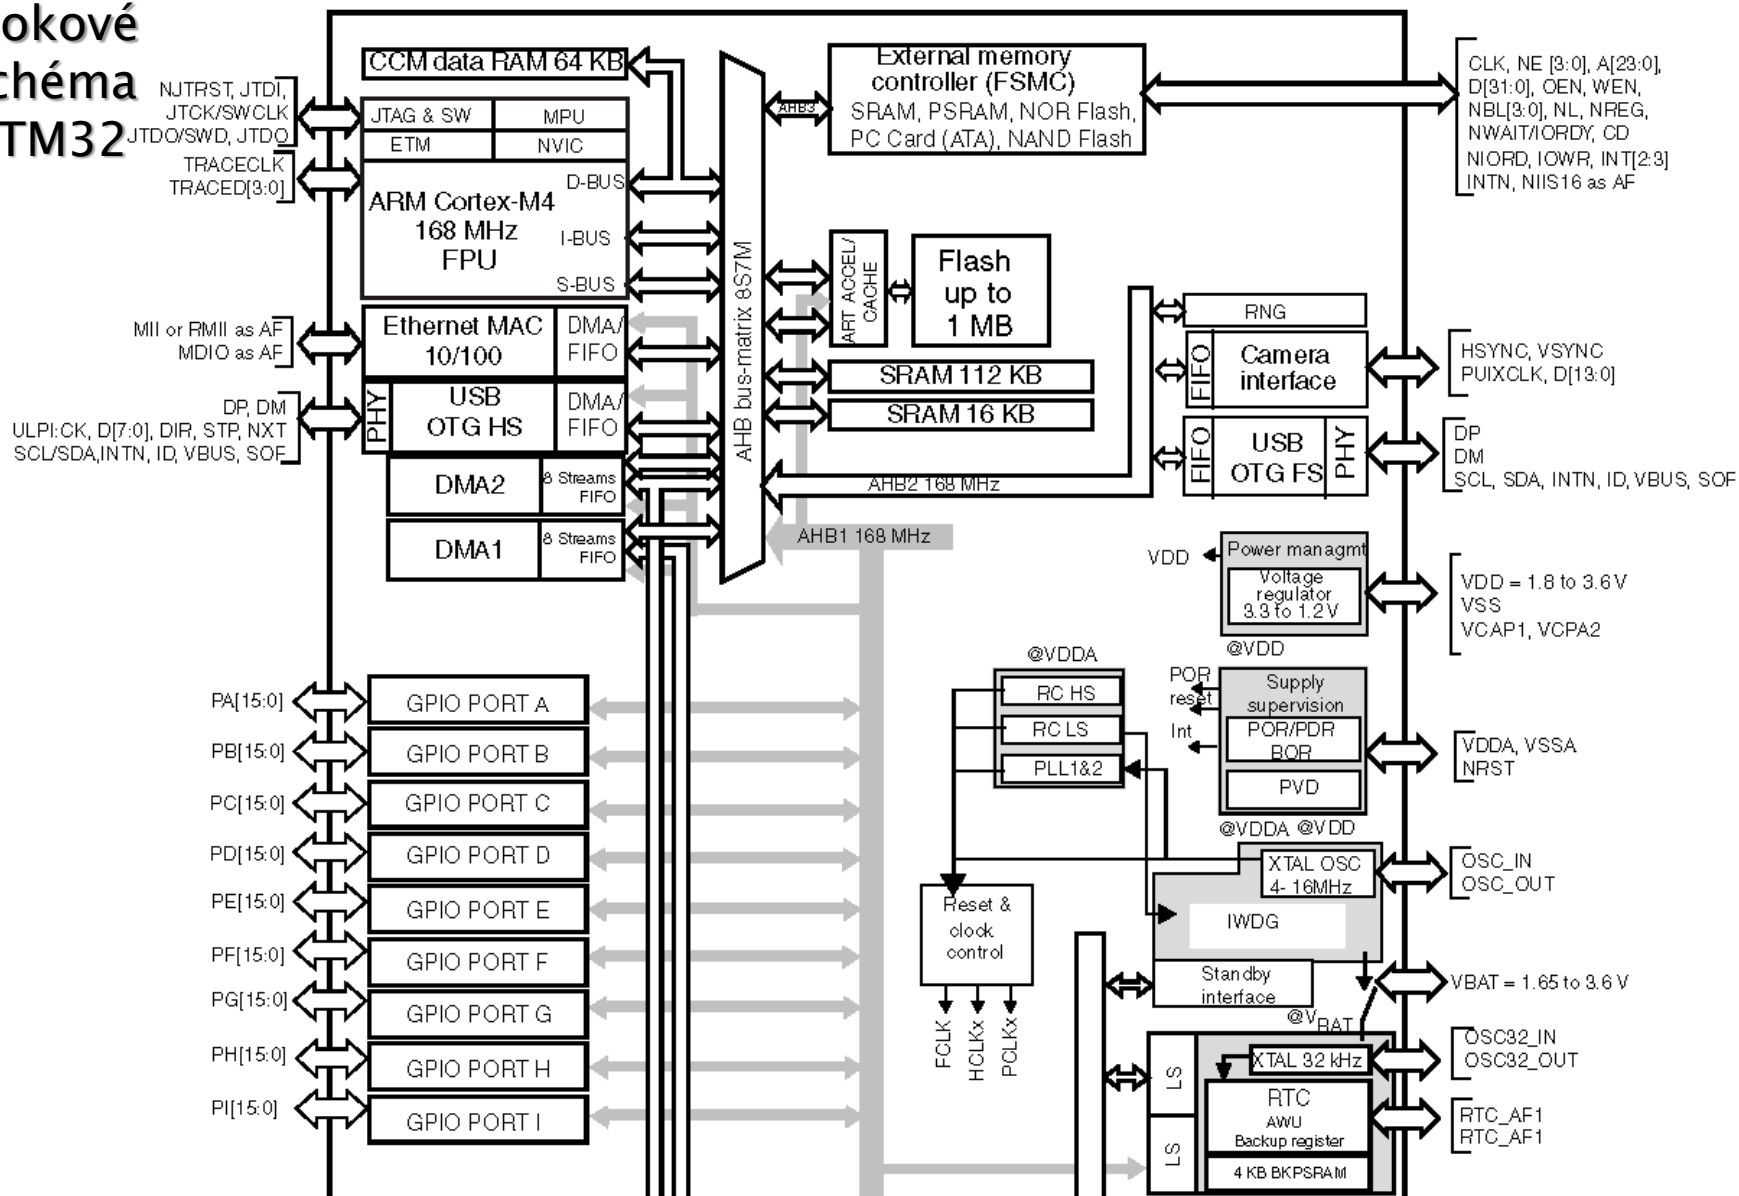 okové
chéma
TM32
NJTRST, JTDI,
JTCK/SWCLK
JTDO/SWD, JTDO
TRACECLK
TRACED[3:0]
MII or RMII as AF
MDIO as AF
DP, DM
ULPI:CK, D[7:0], DIR, STP, NXT
SCL/SDA,INTN, ID, VBUS, SOF
CCM data RAM 64 KB
JTAG & SW
MPU
ETM
NVIC
D-BUS
ARM Cortex-M4
168 MHz
FPU
I-BUS
S-BUS
Ethernet MAC
10/100
DMA/
FIFO
PHY
USB
OTG HS
DMA/
FIFO
DMA2
8 Streams
FIFO
DMA1
8 Streams
FIFO
AHB bus-matrix 8S7M
AHB3
External memory
controller (FSMC)
SRAM, PSRAM, NOR Flash,
PC Card (ATA), NAND Flash
CLK, NE [3:0], A[23:0],
D[31:0], OEN, WEN,
NBL[3:0], NL, NREG,
NWAIT/IORDY, CD
NIORD, IOWR, INT[2:3]
INTN, NIIS16 as AF
ART ACCEL/
CACHE
Flash
up to
1 MB
SRAM 112 KB
SRAM 16 KB
AHB2 168 MHz
AHB1 168 MHz
RNG
FIFO
Camera
interface
HSYNC, VSYNC
PUIXCLK, D[13:0]
FIFO
USB
OTG FS
PHY
DP
DM
SCL, SDA, INTN, ID, VBUS, SOF
VDD
Power managmt
Voltage
regulator
3.3 to 1.2 V
VDD = 1.8 to 3.6 V
VSS
VCAP1, VCPA2
@VDD
@VDDA
RC HS
RC LS
PLL1&2
POR
reset
Int
Supply
supervision
POR/PDR
BOR
PVD
VDDA, VSSA
NRST
@VDDA @VDD
XTAL OSC
4- 16MHz
OSC_IN
OSC_OUT
IWDG
Reset &
clock
control
FCLK
HCLKx
PCLKx
Standby
interface
VBAT = 1.65 to 3.6 V
@VBAT
OSC32_IN
OSC32_OUT
LS
XTAL 32 kHz
RTC
AWU
Backup register
RTC_AF1
RTC_AF1
LS
4 KB BKPSRAM
PA[15:0]
GPIO PORT A
PB[15:0]
GPIO PORT B
PC[15:0]
GPIO PORT C
PD[15:0]
GPIO PORT D
PE[15:0]
GPIO PORT E
PF[15:0]
GPIO PORT F
PG[15:0]
GPIO PORT G
PH[15:0]
GPIO PORT H
PI[15:0]
GPIO PORT I